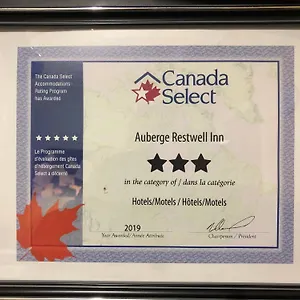 The Canada Select
Accommodations
Rating Program
has Awarded
Le Programme
d'évaluation des gîtes
d'hébergement Canada
Select a décerné
Canada
Select
Auberge Restwell Inn
in the category of / dans la catégorie
Hotels/Motels / Hôtels/Motels
2019
Year Awarded / Année Attribuée
Chairperson / Président